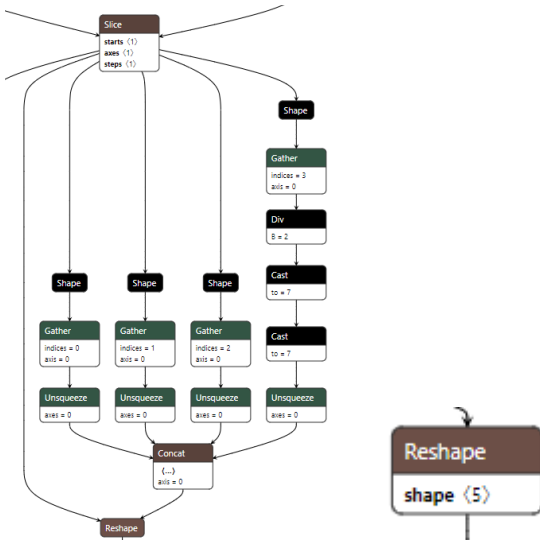 Slice
starts ⟨1⟩
axes ⟨1⟩
steps ⟨1⟩
Shape
Gather
indices = 3
axis = 0
Div
B = 2
Cast
to = 7
Shape
Shape
Shape
Gather
indices = 0
axis = 0
Gather
indices = 1
axis = 0
Gather
indices = 2
axis = 0
Cast
to = 7
Unsqueeze
axes = 0
Unsqueeze
axes = 0
Unsqueeze
axes = 0
Unsqueeze
axes = 0
Concat
⟨...⟩
axis = 0
Reshape
Reshape
shape ⟨5⟩